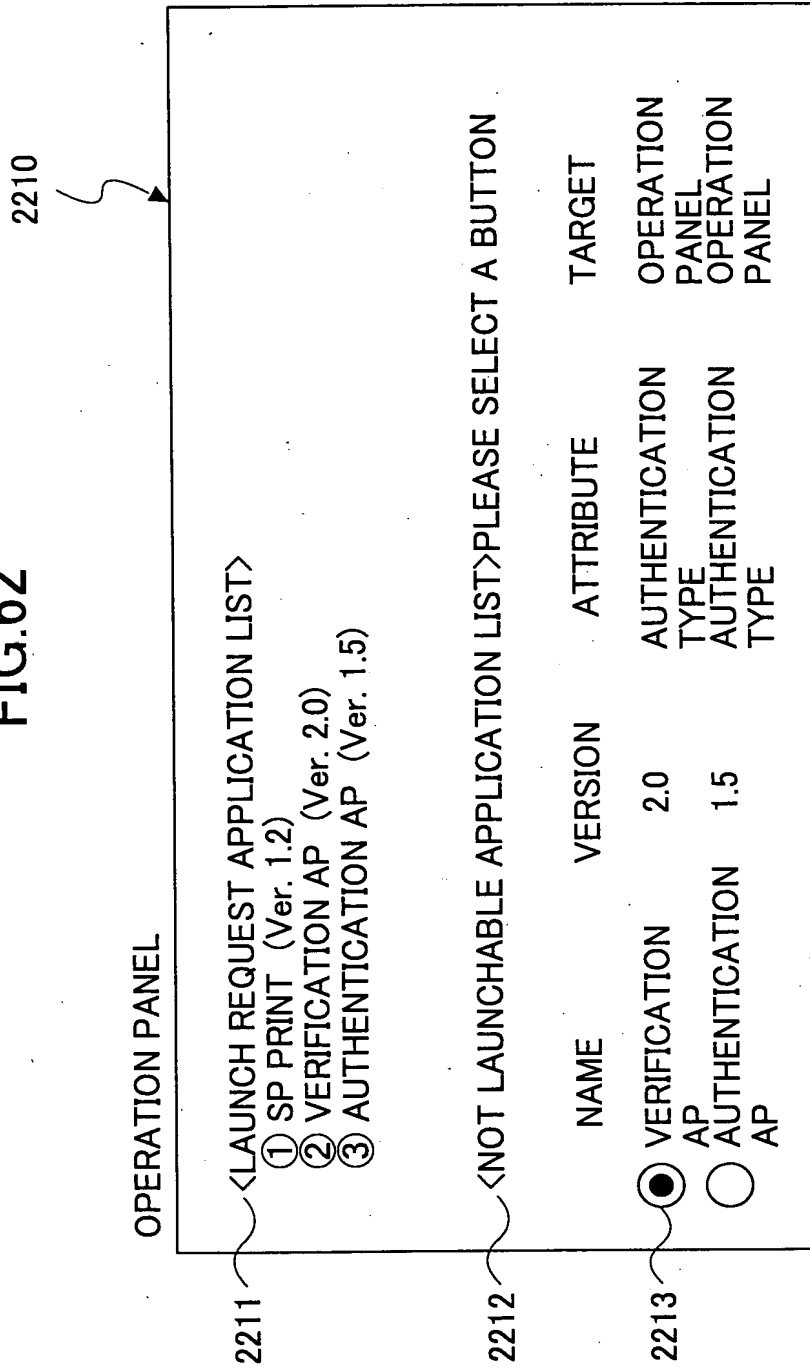 FIG.62
2210
OPERATION PANEL
2211
<LAUNCH REQUEST APPLICATION LIST>
① SP PRINT (Ver. 1.2)
② VERIFICATION AP (Ver. 2.0)
③ AUTHENTICATION AP (Ver. 1.5)
2212
<NOT LAUNCHABLE APPLICATION LIST>PLEASE SELECT A BUTTON
NAME VERSION ATTRIBUTE TARGET
2213
VERIFICATION 2.0 AUTHENTICATION OPERATION
AP TYPE PANEL
AUTHENTICATION 1.5 AUTHENTICATION OPERATION
AP TYPE PANEL